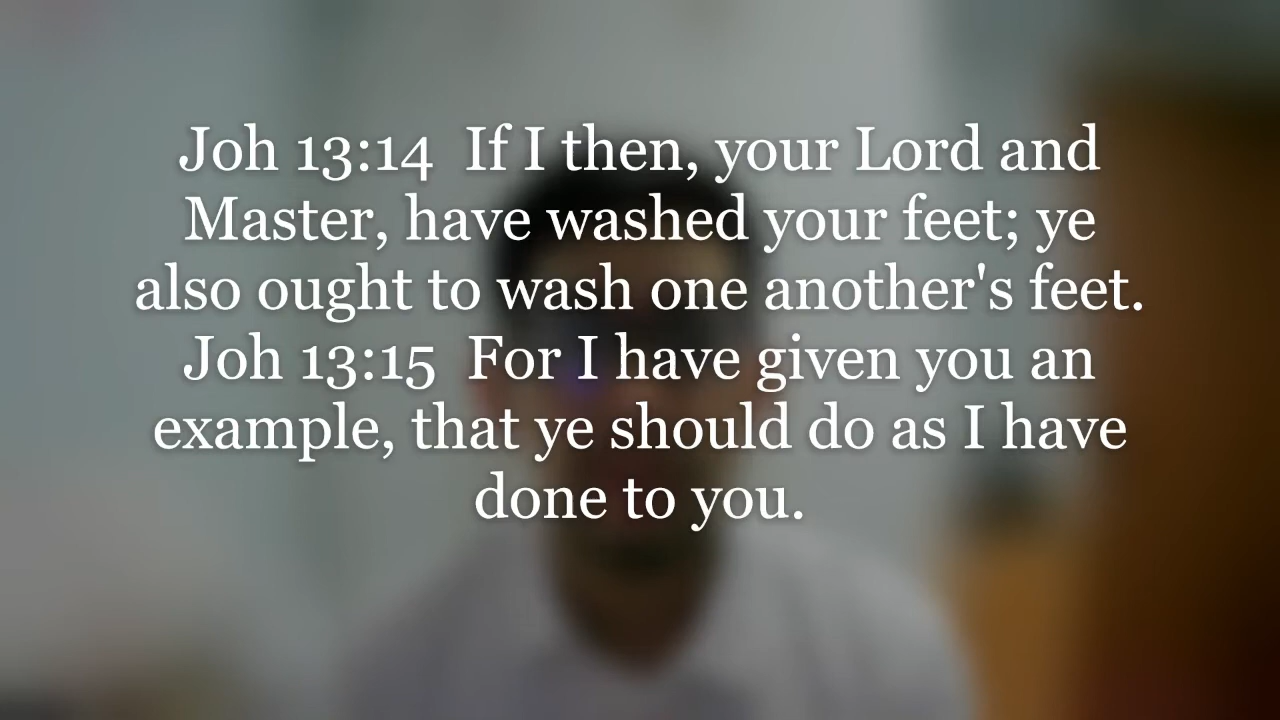 Joh 13:14  If I then, your Lord and
Master, have washed your feet; ye
also ought to wash one another's feet.
Joh 13:15  For I have given you an
example, that ye should do as I have
done to you.